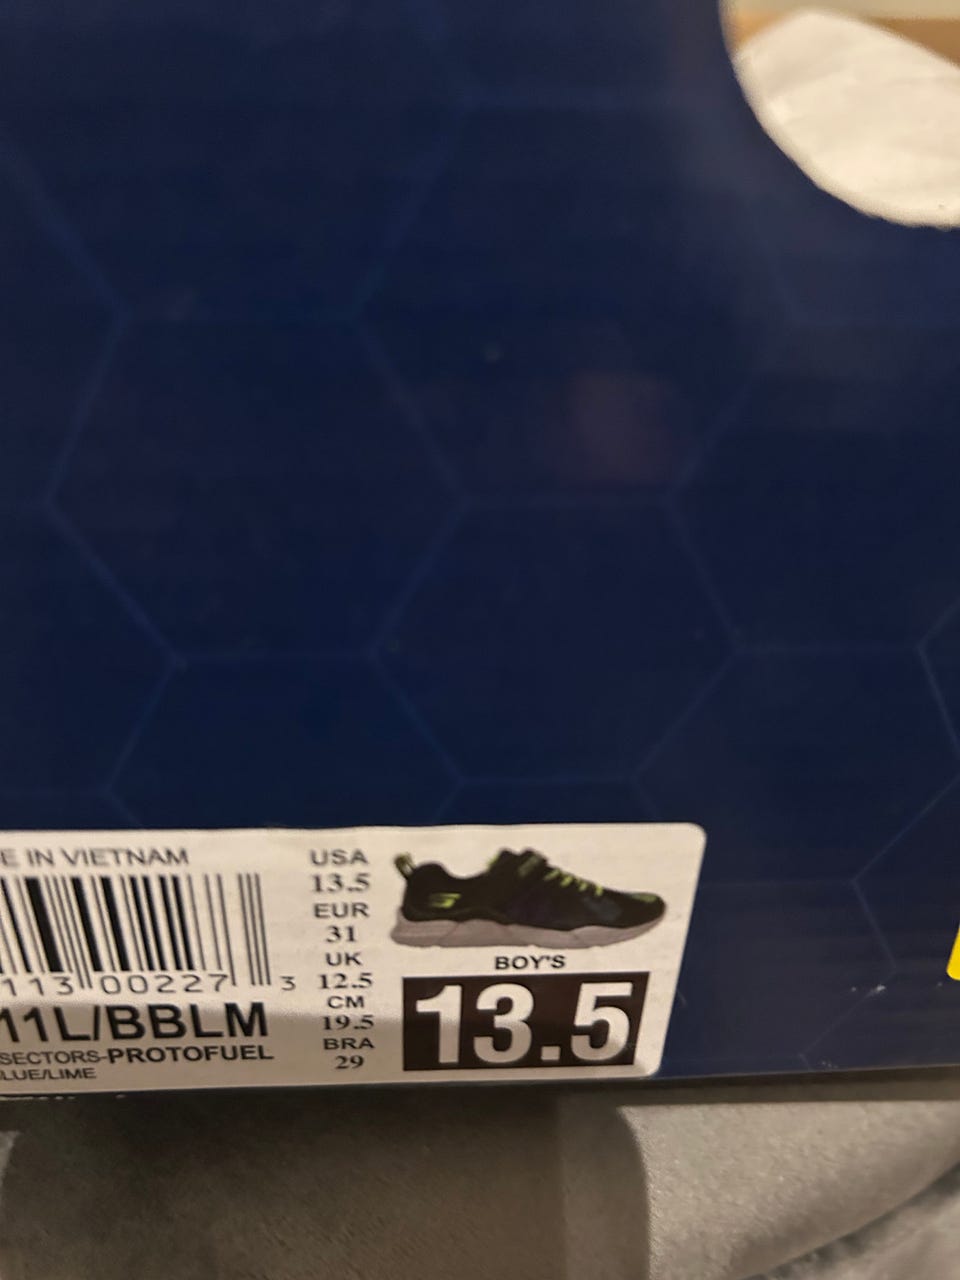 E IN VIETNAM
113 00227 3
11L/BBLM
SECTORS-PROTOFUEL
LUE/LIME
USA
13.5
EUR
31
UK
12.5
CM
19.5
BRA
29
BOY'S
13.5